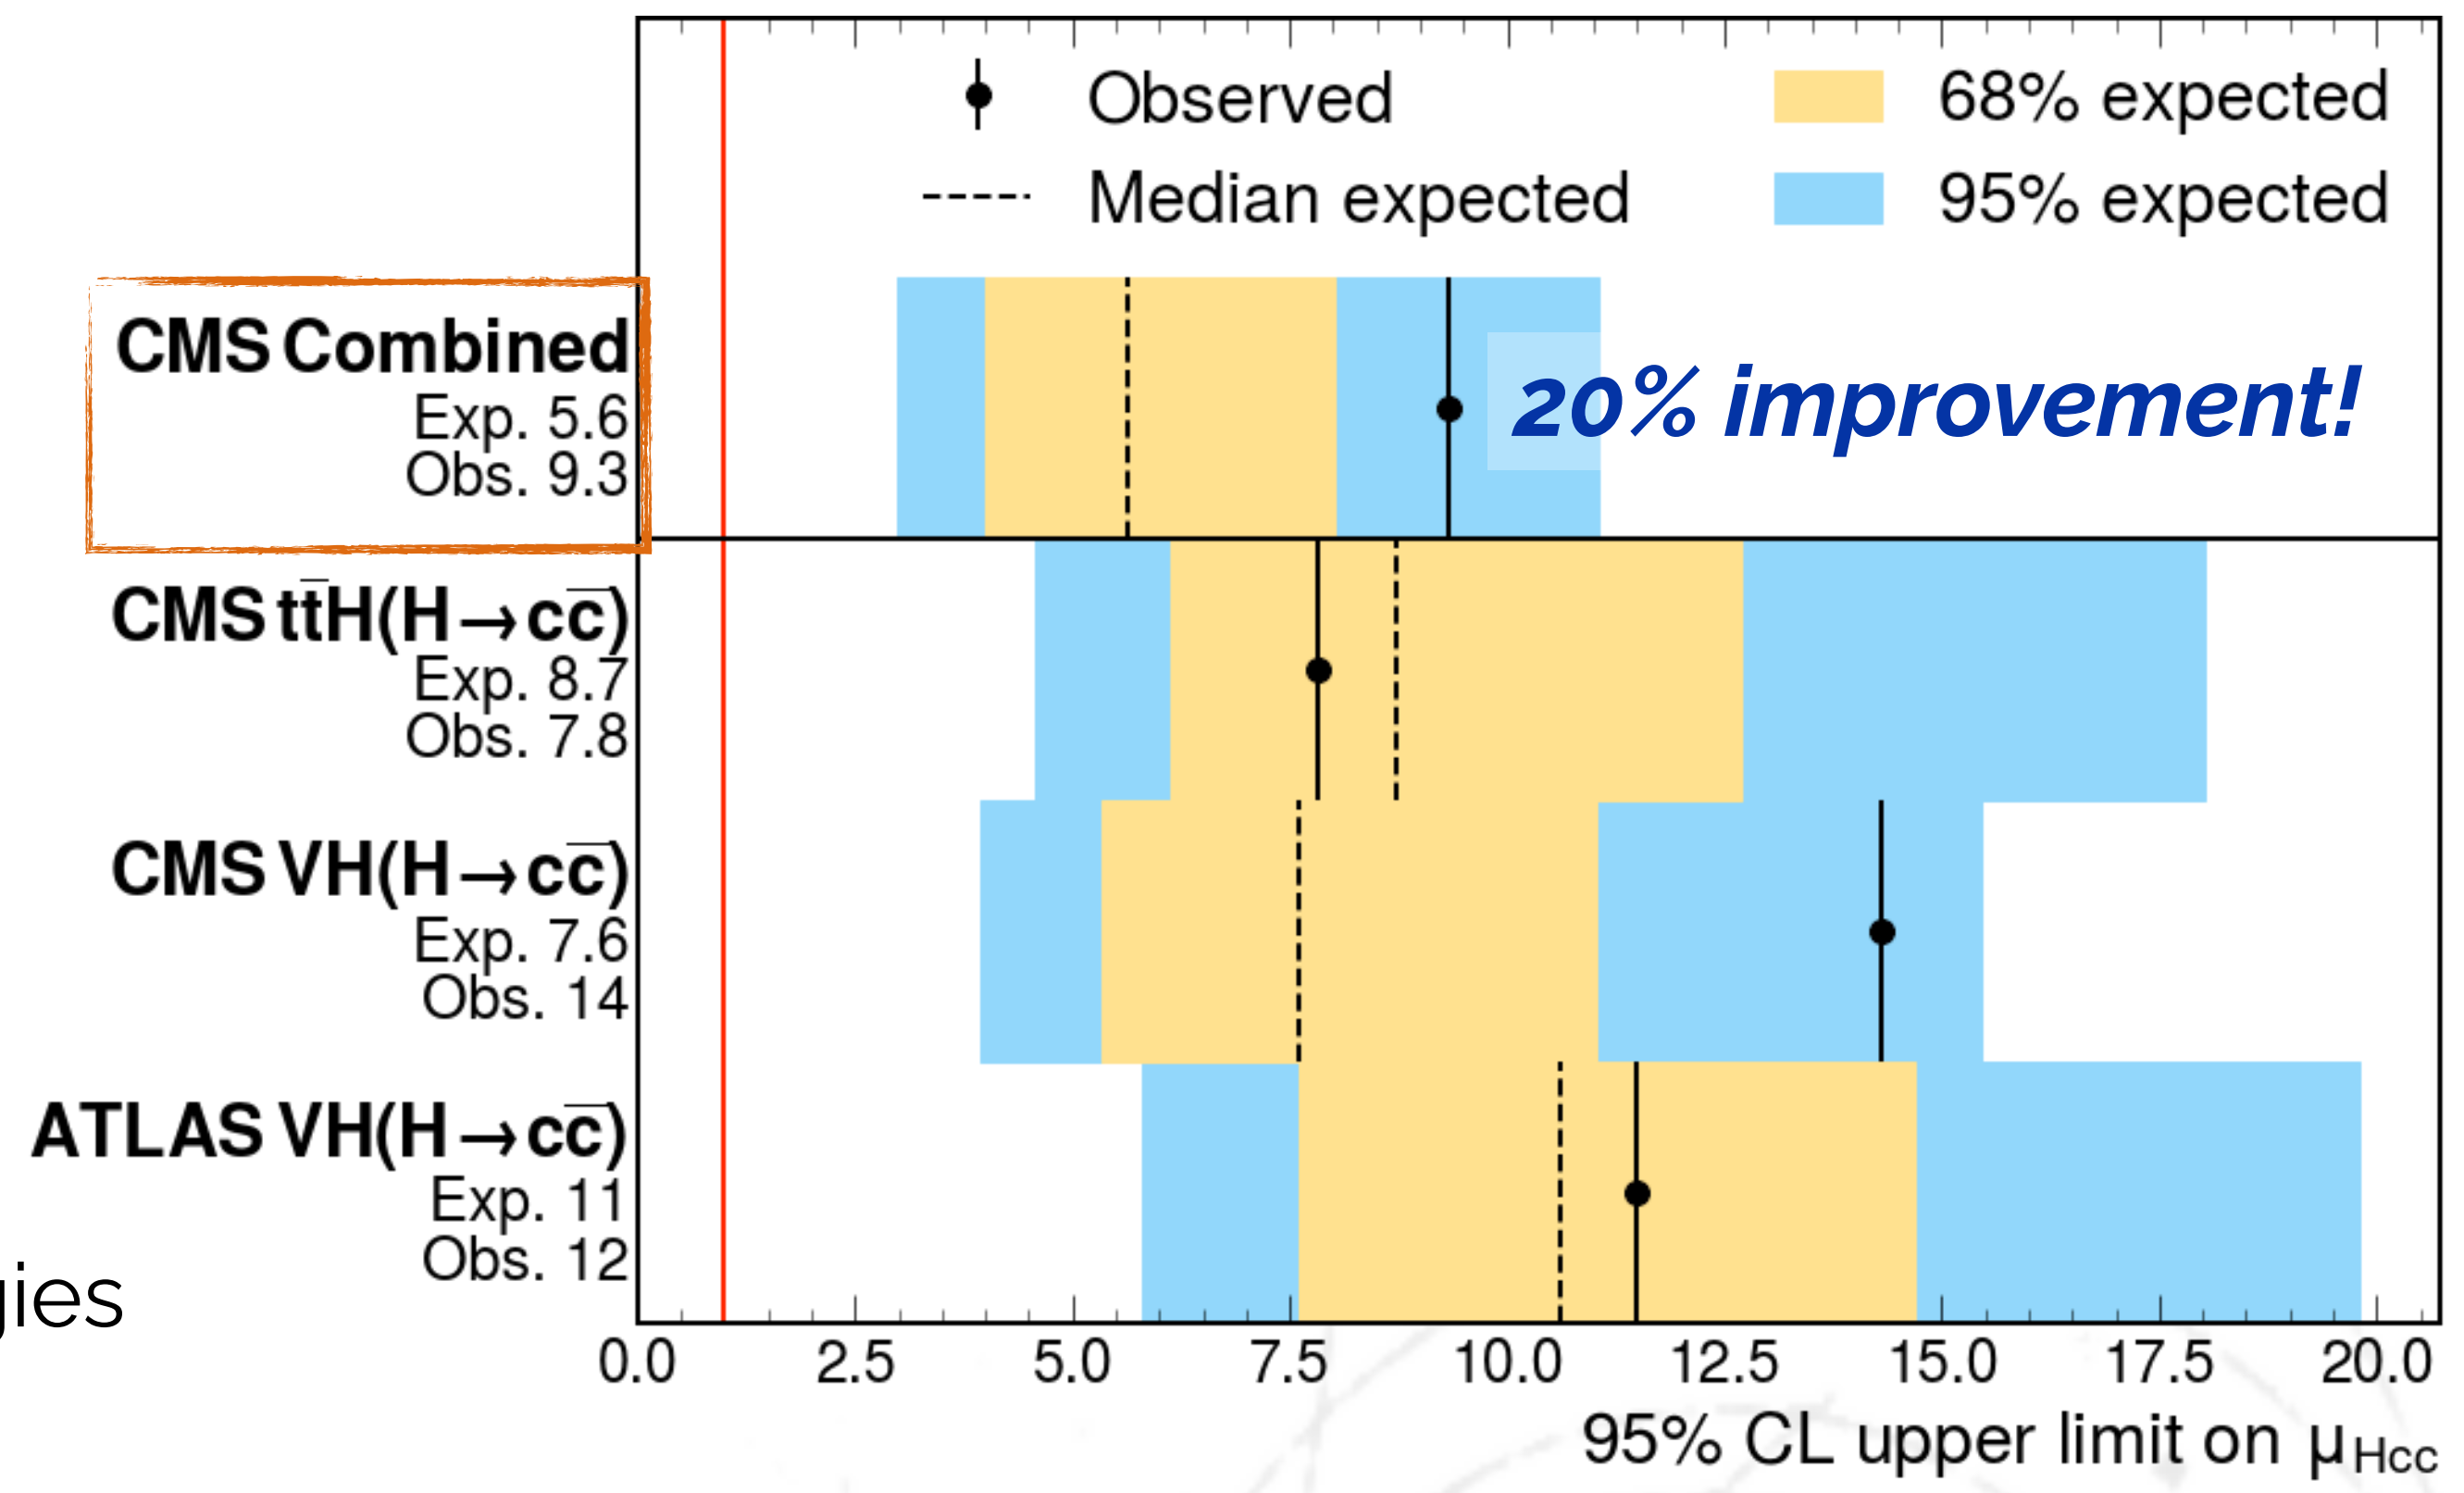 Observed
68% expected
Median expected
95% expected
CMS Combined
Exp. 5.6
Obs. 9.3
20% improvement!
CMS tt̅H(H→cc̅)
Exp. 8.7
Obs. 7.8
CMS VH(H→cc̅)
Exp. 7.6
Obs. 14
ATLAS VH(H→cc̅)
Exp. 11
Obs. 12
gies
0.0 2.5 5.0 7.5 10.0 12.5 15.0 17.5 20.0
95% CL upper limit on μHcc